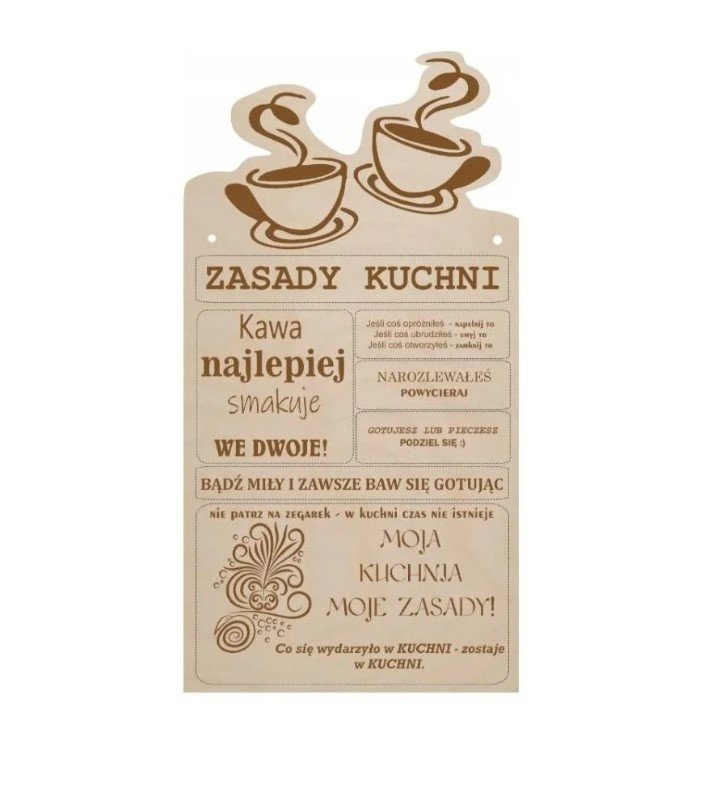 ZASADY KUCHNI
Kawa
najlepiej
smakuje
WE DWOJE!
Jeśli coś opróżniłeś - napełnij to
Jeśli coś ubrudziłeś - umyj to
Jeśli coś otworzyłeś - zamknij to
NAROZLEWAŁEŚ
POWYCIERAJ
GOTUJESZ LUB PIECZESZ
PODZIEL SIĘ :)
BĄDŹ MIŁY I ZAWSZE BAW SIĘ GOTUJĄC
NIE PATRZ NA ZEGAREK - W KUCHNI CZAS NIE ISTNIEJE
MOJA
KUCHNIA
MOJE ZASADY!
Co się wydarzyło w KUCHNI - zostaje
w KUCHNI.